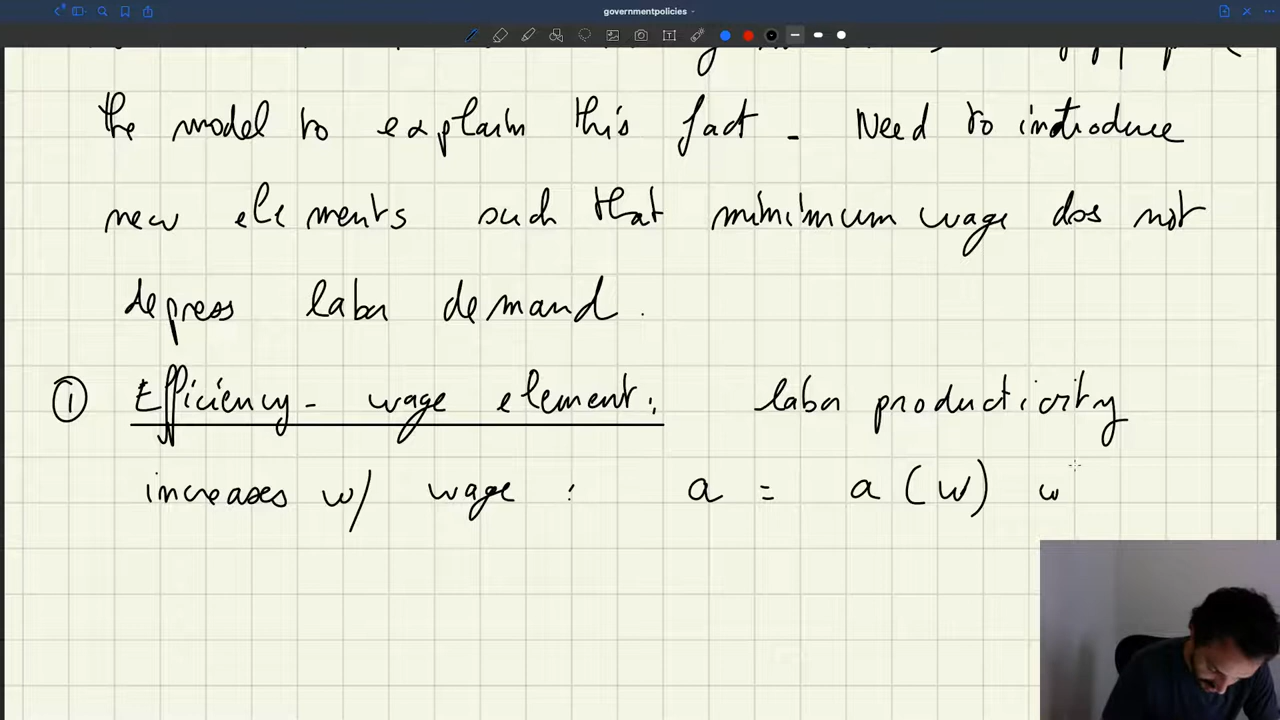 governmentpolicies
the model to explain this fact - Need to introduce
new elements such that minimum wage dos not
depress labor demand.
① Efficiency-wage element: labor productivity
increases w/ wage : a = a (w) w